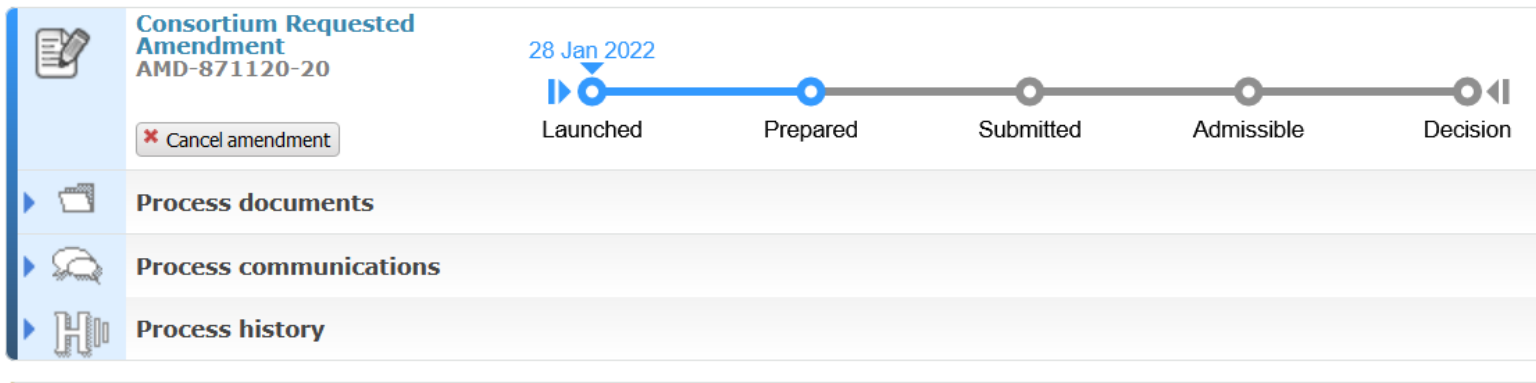 Consortium Requested
Amendment
AMD-871120-20
28 Jan 2022
Cancel amendment
Launched
Prepared
Submitted
Admissible
Decision
Process documents
Process communications
Process history